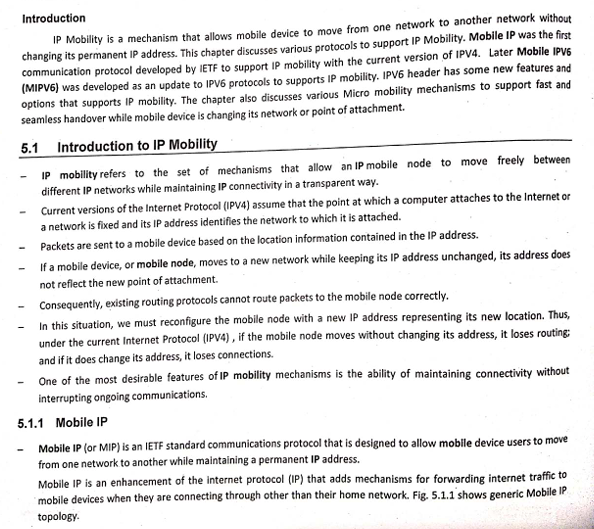 Introduction
IP Mobility is a mechanism that allows mobile device to move from one network to another network without
changing its permanent IP address. This chapter discusses various protocols to support IP Mobility. Mobile IP was the first
communication protocol developed by IETF to support IP mobility with the current version of IPV4. Later Mobile IPV6
(MIPV6) was developed as an update to IPV6 protocols to supports IP mobility. IPV6 header has some new features and
options that supports IP mobility. The chapter also discusses various Micro mobility mechanisms to support fast and
seamless handover while mobile device is changing its network or point of attachment.
5.1 Introduction to IP Mobility
– IP mobility refers to the set of mechanisms that allow an IP mobile node to move freely between
different IP networks while maintaining IP connectivity in a transparent way.
– Current versions of the Internet Protocol (IPV4) assume that the point at which a computer attaches to the Internet or
a network is fixed and its IP address identifies the network to which it is attached.
– Packets are sent to a mobile device based on the location information contained in the IP address.
– If a mobile device, or mobile node, moves to a new network while keeping its IP address unchanged, its address does
not reflect the new point of attachment.
– Consequently, existing routing protocols cannot route packets to the mobile node correctly.
– In this situation, we must reconfigure the mobile node with a new IP address representing its new location. Thus,
under the current Internet Protocol (IPV4) , if the mobile node moves without changing its address, it loses routing;
and if it does change its address, it loses connections.
– One of the most desirable features of IP mobility mechanisms is the ability of maintaining connectivity without
interrupting ongoing communications.
5.1.1 Mobile IP
– Mobile IP (or MIP) is an IETF standard communications protocol that is designed to allow mobile device users to move
from one network to another while maintaining a permanent IP address.
Mobile IP is an enhancement of the internet protocol (IP) that adds mechanisms for forwarding internet traffic to
mobile devices when they are connecting through other than their home network. Fig. 5.1.1 shows generic Mobile IP
topology.